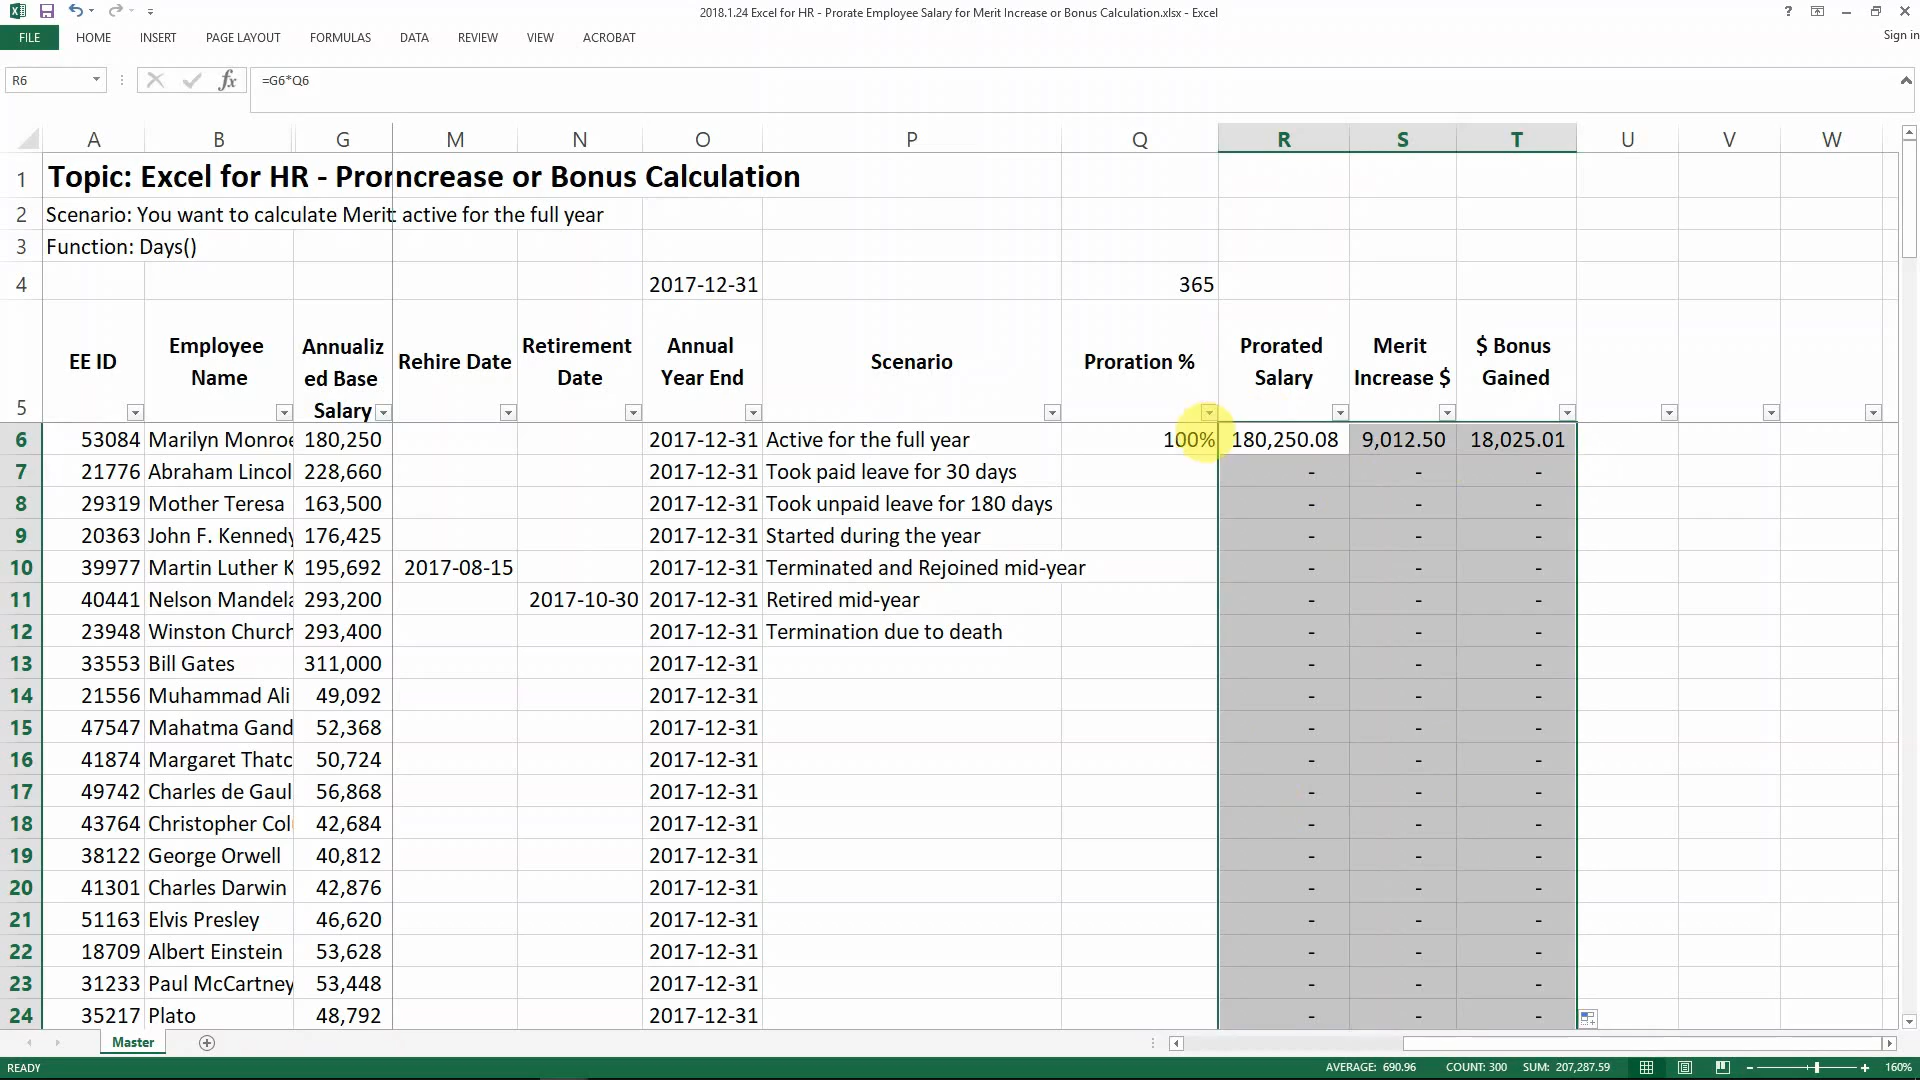 2018.1.24 Excel for HR - Prorate Employee Salary for Merit Increase or Bonus Calculation.xlsx - Excel
FILE HOME INSERT PAGE LAYOUT FORMULAS DATA REVIEW VIEW ACROBAT Sign in
R6 fx =G6*Q6
A B G M N O P Q R S T U V W
1 Topic: Excel for HR - Prorncrease or Bonus Calculation
2 Scenario: You want to calculate Merit active for the full year
3 Function: Days()
4 2017-12-31 365
5 EE ID Employee Name Annualized Base Salary Rehire Date Retirement Date Annual Year End Scenario Proration % Prorated Salary Merit Increase $ $ Bonus Gained
6 53084 Marilyn Monroe 180,250 2017-12-31 Active for the full year 100% 180,250.08 9,012.50 18,025.01
7 21776 Abraham Lincol 228,660 2017-12-31 Took paid leave for 30 days - - -
8 29319 Mother Teresa 163,500 2017-12-31 Took unpaid leave for 180 days - - -
9 20363 John F. Kennedy 176,425 2017-12-31 Started during the year - - -
10 39977 Martin Luther K 195,692 2017-08-15 2017-12-31 Terminated and Rejoined mid-year - - -
11 40441 Nelson Mandela 293,200 2017-10-30 2017-12-31 Retired mid-year - - -
12 23948 Winston Church 293,400 2017-12-31 Termination due to death - - -
13 33553 Bill Gates 311,000 2017-12-31 - - -
14 21556 Muhammad Ali 49,092 2017-12-31 - - -
15 47547 Mahatma Gand 52,368 2017-12-31 - - -
16 41874 Margaret Thatc 50,724 2017-12-31 - - -
17 49742 Charles de Gaul 56,868 2017-12-31 - - -
18 43764 Christopher Col 42,684 2017-12-31 - - -
19 38122 George Orwell 40,812 2017-12-31 - - -
20 41301 Charles Darwin 42,876 2017-12-31 - - -
21 51163 Elvis Presley 46,620 2017-12-31 - - -
22 18709 Albert Einstein 53,628 2017-12-31 - - -
23 31233 Paul McCartney 53,448 2017-12-31 - - -
24 35217 Plato 48,792 2017-12-31 - - -
Master
READY AVERAGE: 690.96 COUNT: 300 SUM: 207,287.59 160%